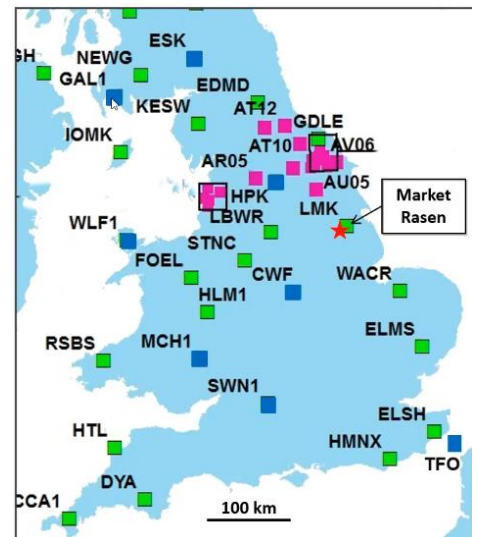 ESK
GH
NEWG
GAL1
EDMD
KESW
AT12
GDLE
IOMK
AT10
AV06
AR05
AU05
HPK
LMK
Market
Rasen
WLF1
LBWR
STNC
FOEL
CWF
WACR
HLM1
ELMS
RSBS
MCH1
SWN1
ELSH
HTL
HMNX
TFO
DYA
CCA1
100 km